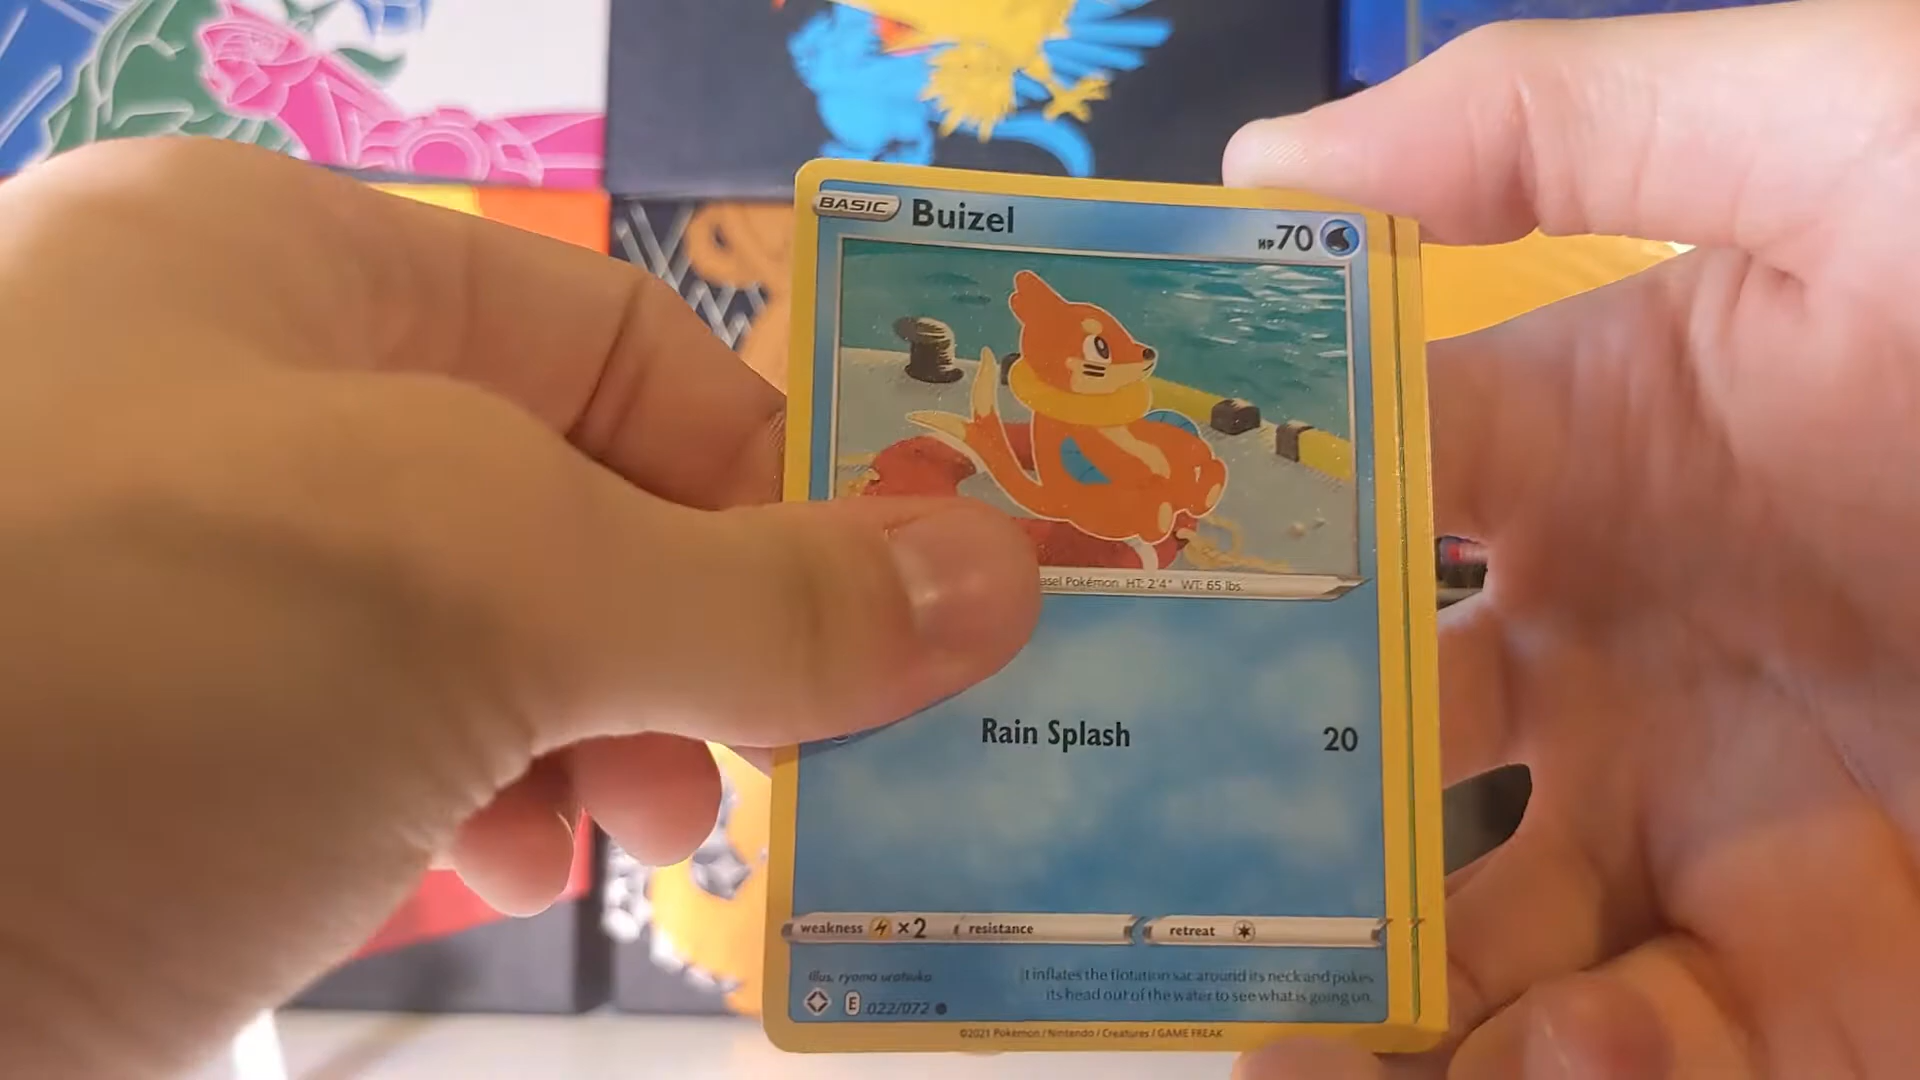 BASIC Buizel HP 70
Pokémon HT: 2'4" WT: 65 lbs.
Rain Splash 20
weakness ×2 resistance retreat
Illus. ryoma uratsuka
It inflates the flotation sac around its neck and pokes
its head out of the water to see what is going on.
E 022/072
©2021 Pokémon / Nintendo / Creatures / GAME FREAK